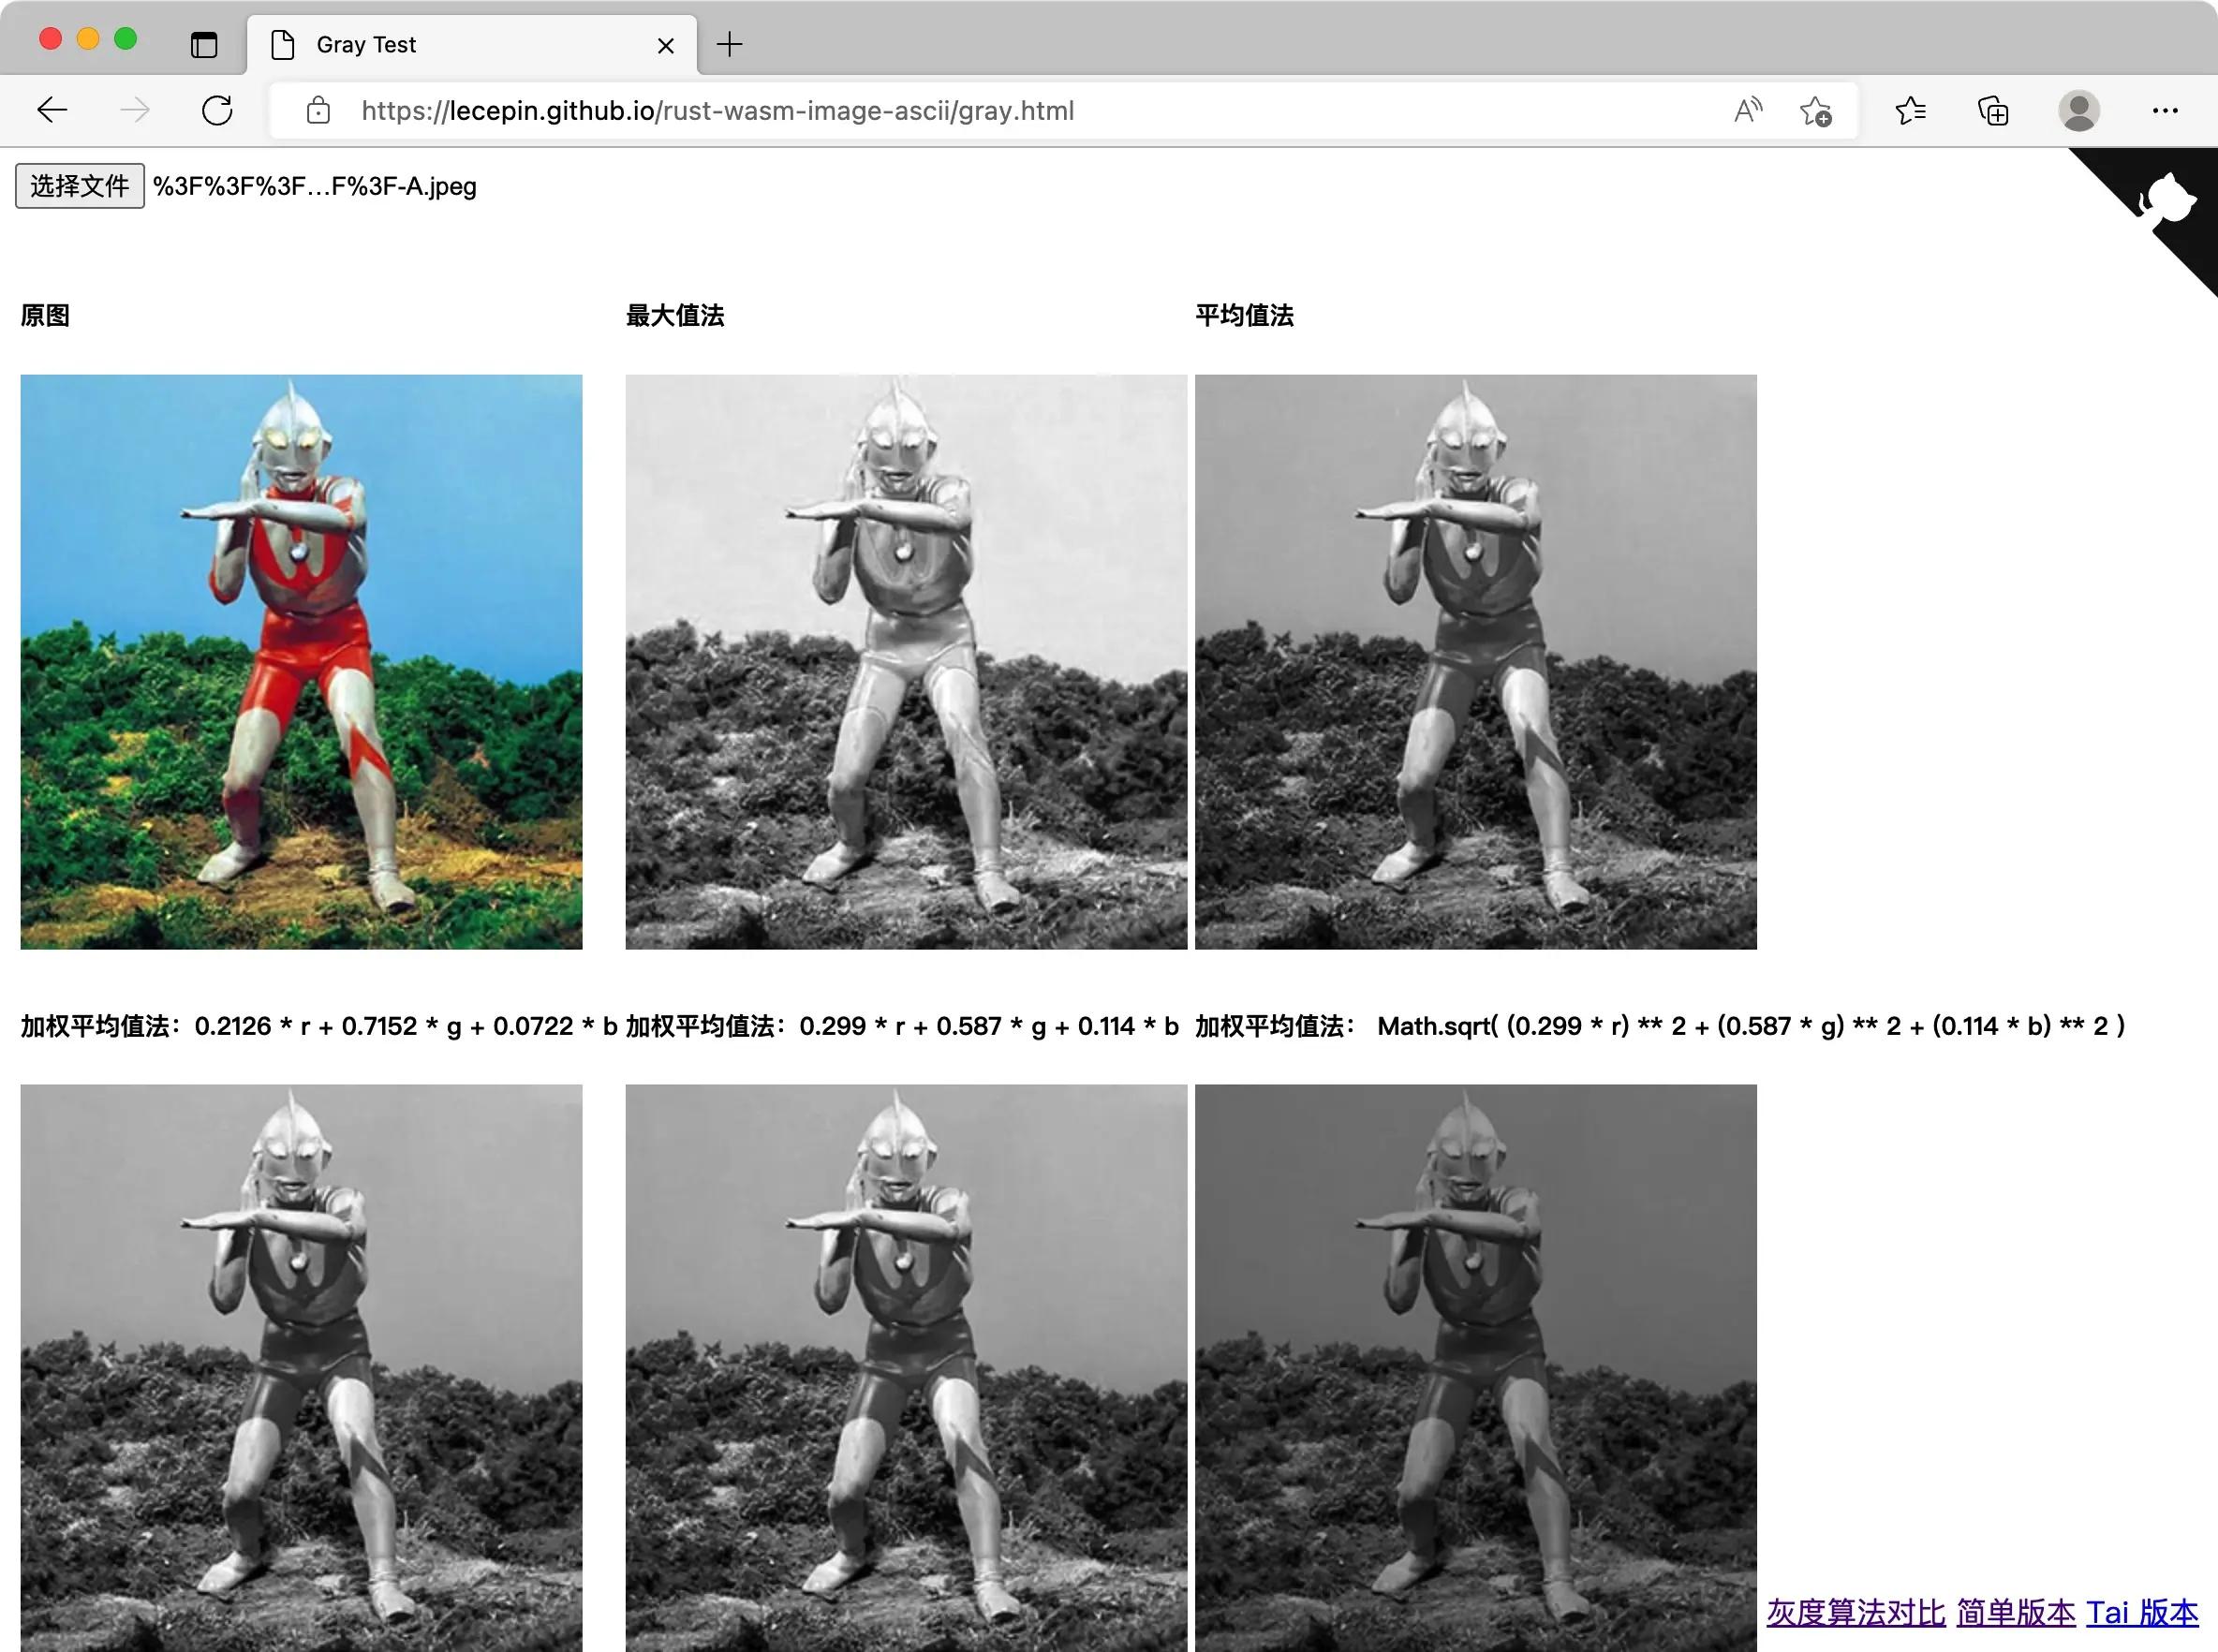 Gray Test
https://lecepin.github.io/rust-wasm-image-ascii/gray.html
选择文件 %3F%3F%3F...F%3F-A.jpeg
原图
最大值法
平均值法
加权平均值法：0.2126 * r + 0.7152 * g + 0.0722 * b
加权平均值法：0.299 * r + 0.587 * g + 0.114 * b
加权平均值法： Math.sqrt( (0.299 * r) ** 2 + (0.587 * g) ** 2 + (0.114 * b) ** 2 )
灰度算法对比 简单版本 Tai 版本